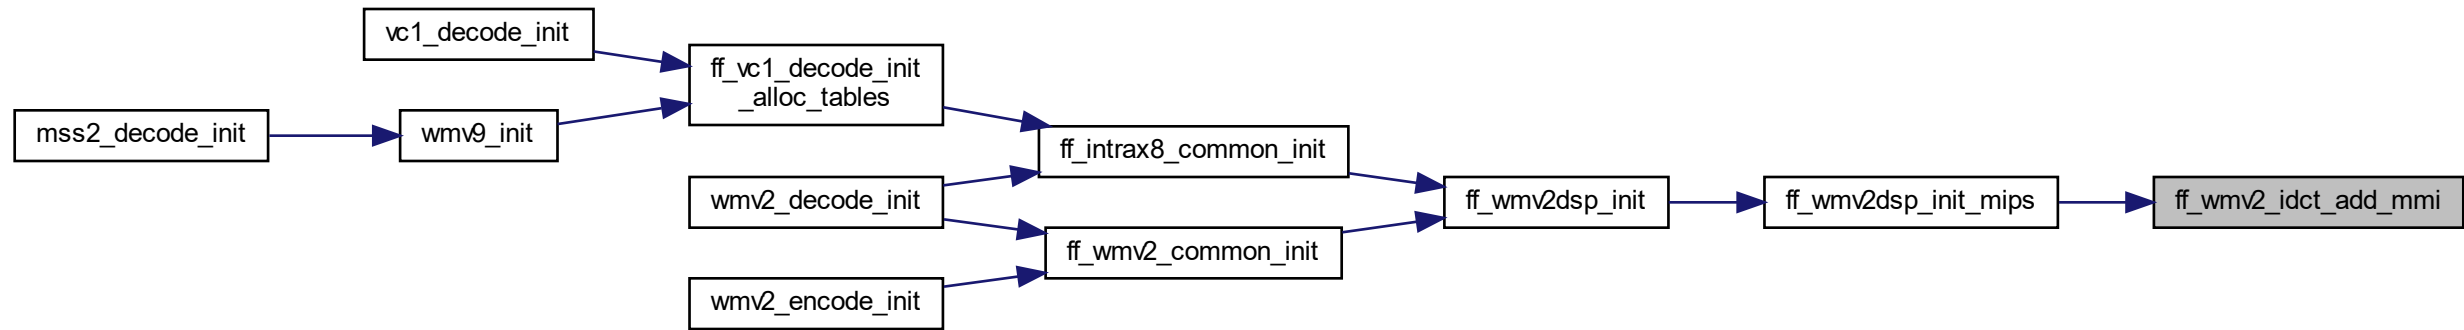 vc1_decode_init
ff_vc1_decode_init
_alloc_tables
mss2_decode_init
wmv9_init
ff_intrax8_common_init
wmv2_decode_init
ff_wmv2dsp_init
ff_wmv2dsp_init_mips
ff_wmv2_idct_add_mmi
ff_wmv2_common_init
wmv2_encode_init